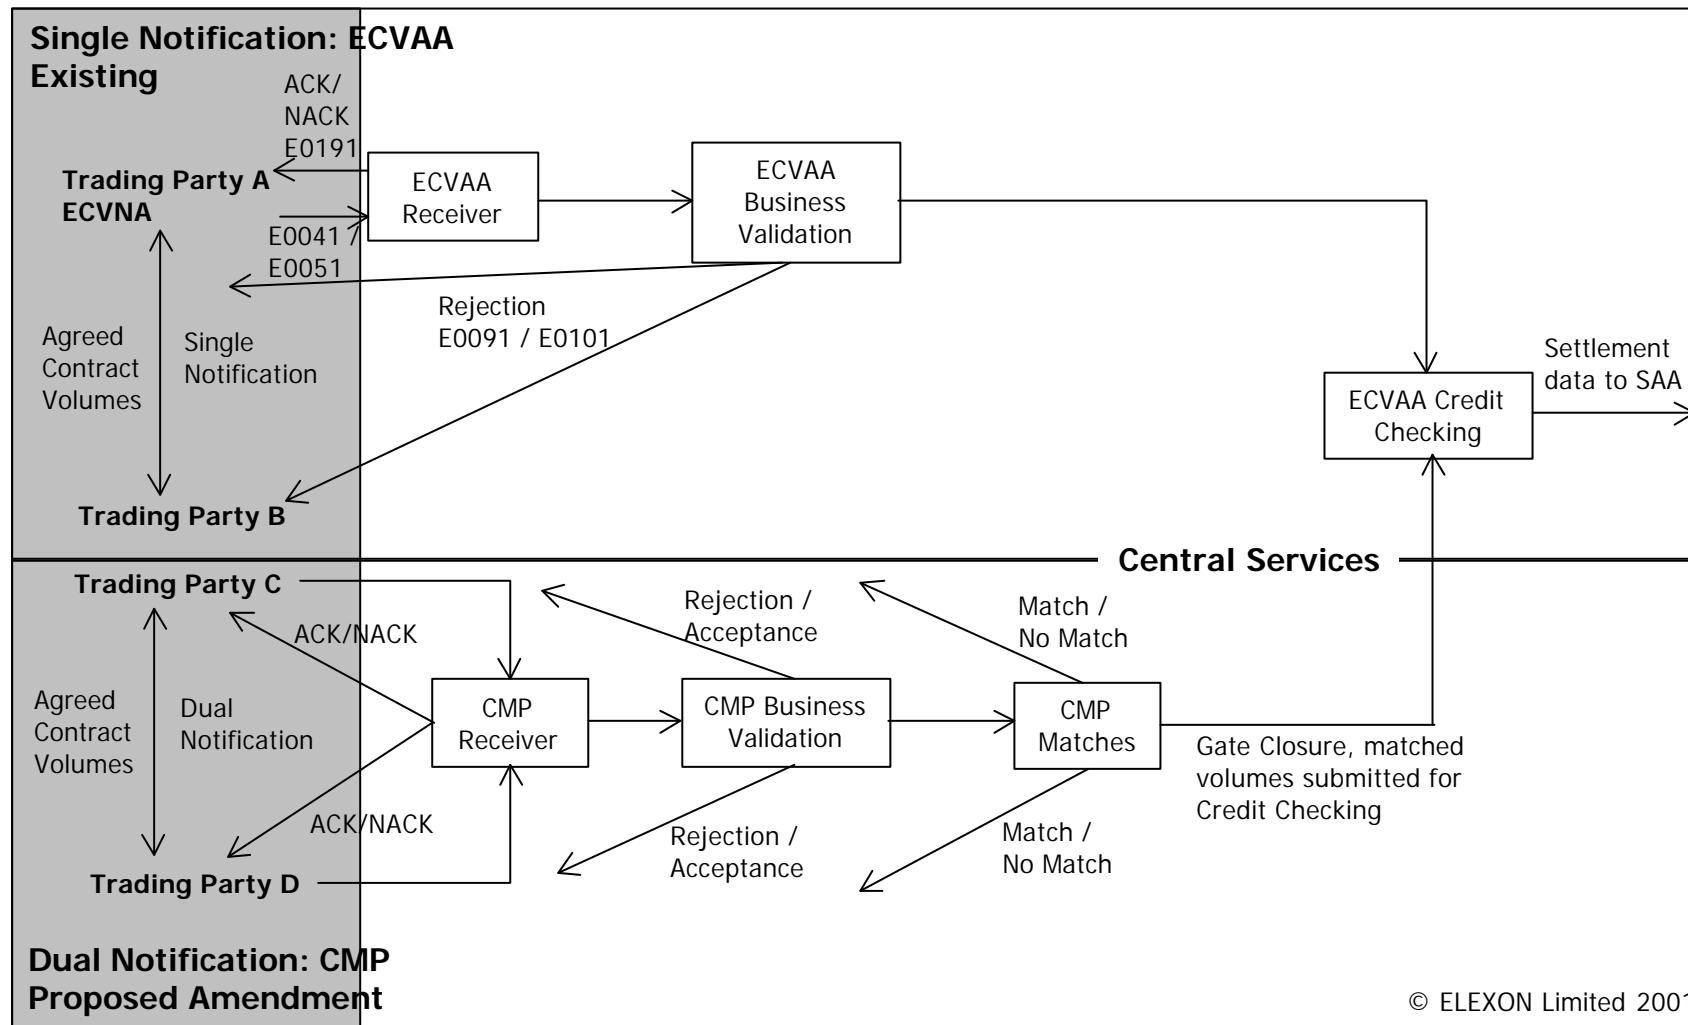 Single Notification: ECVAA
Existing
ACK/
NACK
E0191
Trading Party A
ECVNA
E0041 /
E0051
ECVAA
Receiver
ECVAA
Business
Validation
Rejection
E0091 / E0101
Agreed
Contract
Volumes
Single
Notification
Settlement
data to SAA
ECVAA Credit
Checking
Trading Party B
Central Services
Trading Party C
ACK/NACK
Rejection /
Acceptance
Match /
No Match
Agreed
Contract
Volumes
Dual
Notification
CMP
Receiver
CMP Business
Validation
CMP
Matches
Gate Closure, matched
volumes submitted for
Credit Checking
ACK/NACK
Rejection /
Acceptance
Match /
No Match
Trading Party D
Dual Notification: CMP
Proposed Amendment
© ELEXON Limited 2001